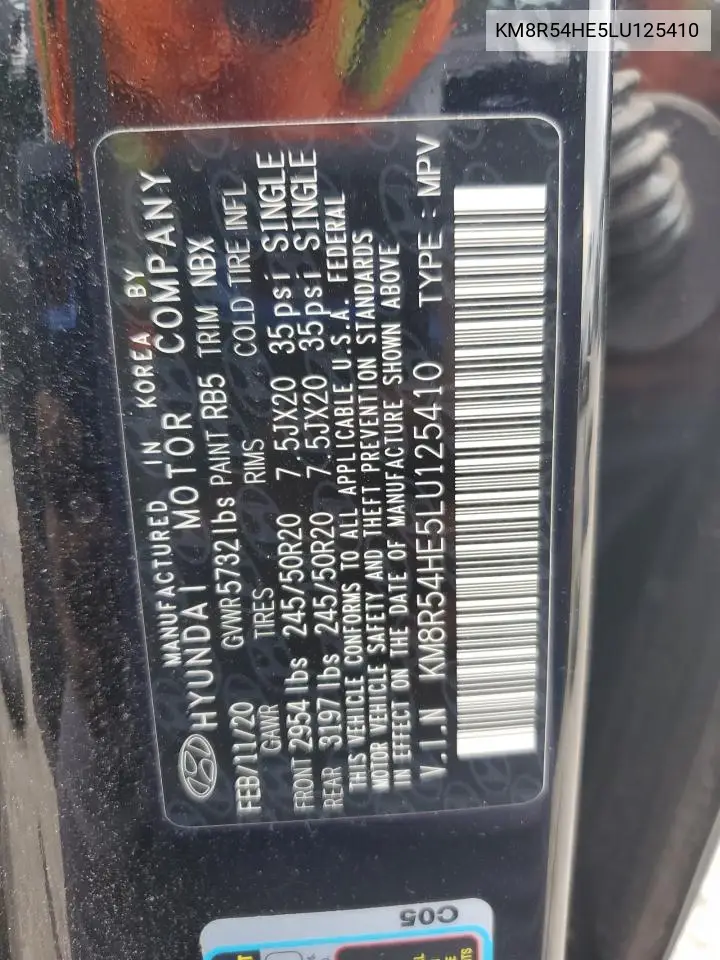 KM8R54HE5LU125410
MANUFACTURED IN KOREA BY
HYUNDAI MOTOR COMPANY
FEB/11/20 GVWR5732lbs PAINT RB5 TRIM NBX
GAWR TIRES RIMS COLD TIRE INFL
FRONT 2954lbs 245/50R20 7.5JX20 35psi SINGLE
REAR 3197lbs 245/50R20 7.5JX20 35psi SINGLE
THIS VEHICLE CONFORMS TO ALL APPLICABLE U.S.A. FEDERAL
MOTOR VEHICLE SAFETY AND THEFT PREVENTION STANDARDS
IN EFFECT ON THE DATE OF MANUFACTURE SHOWN ABOVE
V.I.N KM8R54HE5LU125410 TYPE : MPV
C05